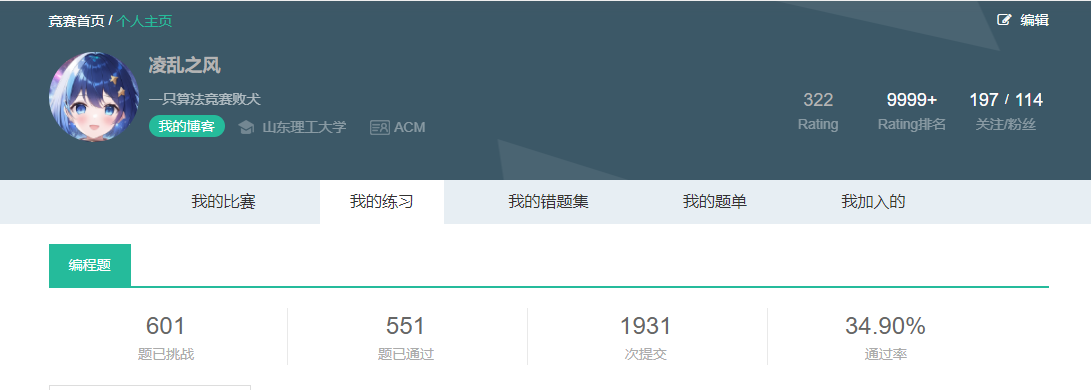 竞赛首页 / 个人主页
编辑
凌乱之风
一只算法竞赛败犬
我的博客 山东理工大学 ACM
322 9999+ 197 / 114
Rating Rating排名 关注/粉丝
我的比赛 我的练习 我的错题集 我的题单 我加入的
编程题
601 551 1931 34.90%
题已挑战 题已通过 次提交 通过率